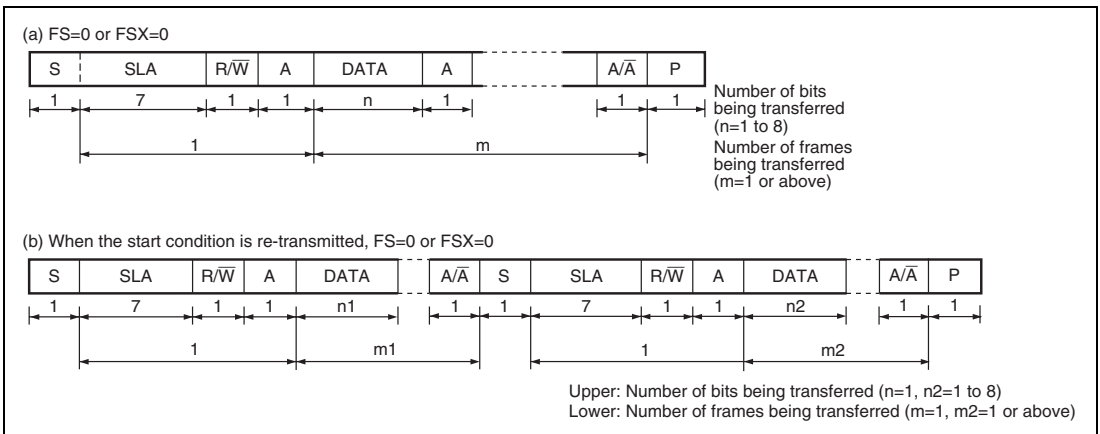 (a) FS=0 or FSX=0
S SLA R/W̅ A DATA A A/A̅ P
1 7 1 1 n 1 1 1
Number of bits
being transferred
(n=1 to 8)
1 m
Number of frames
being transferred
(m=1 or above)
(b) When the start condition is re-transmitted, FS=0 or FSX=0
S SLA R/W̅ A DATA A/A̅ S SLA R/W̅ A DATA A/A̅ P
1 7 1 1 n1 1 1 7 1 1 n2 1 1
1 m1 1 m2
Upper: Number of bits being transferred (n=1, n2=1 to 8)
Lower: Number of frames being transferred (m=1, m2=1 or above)